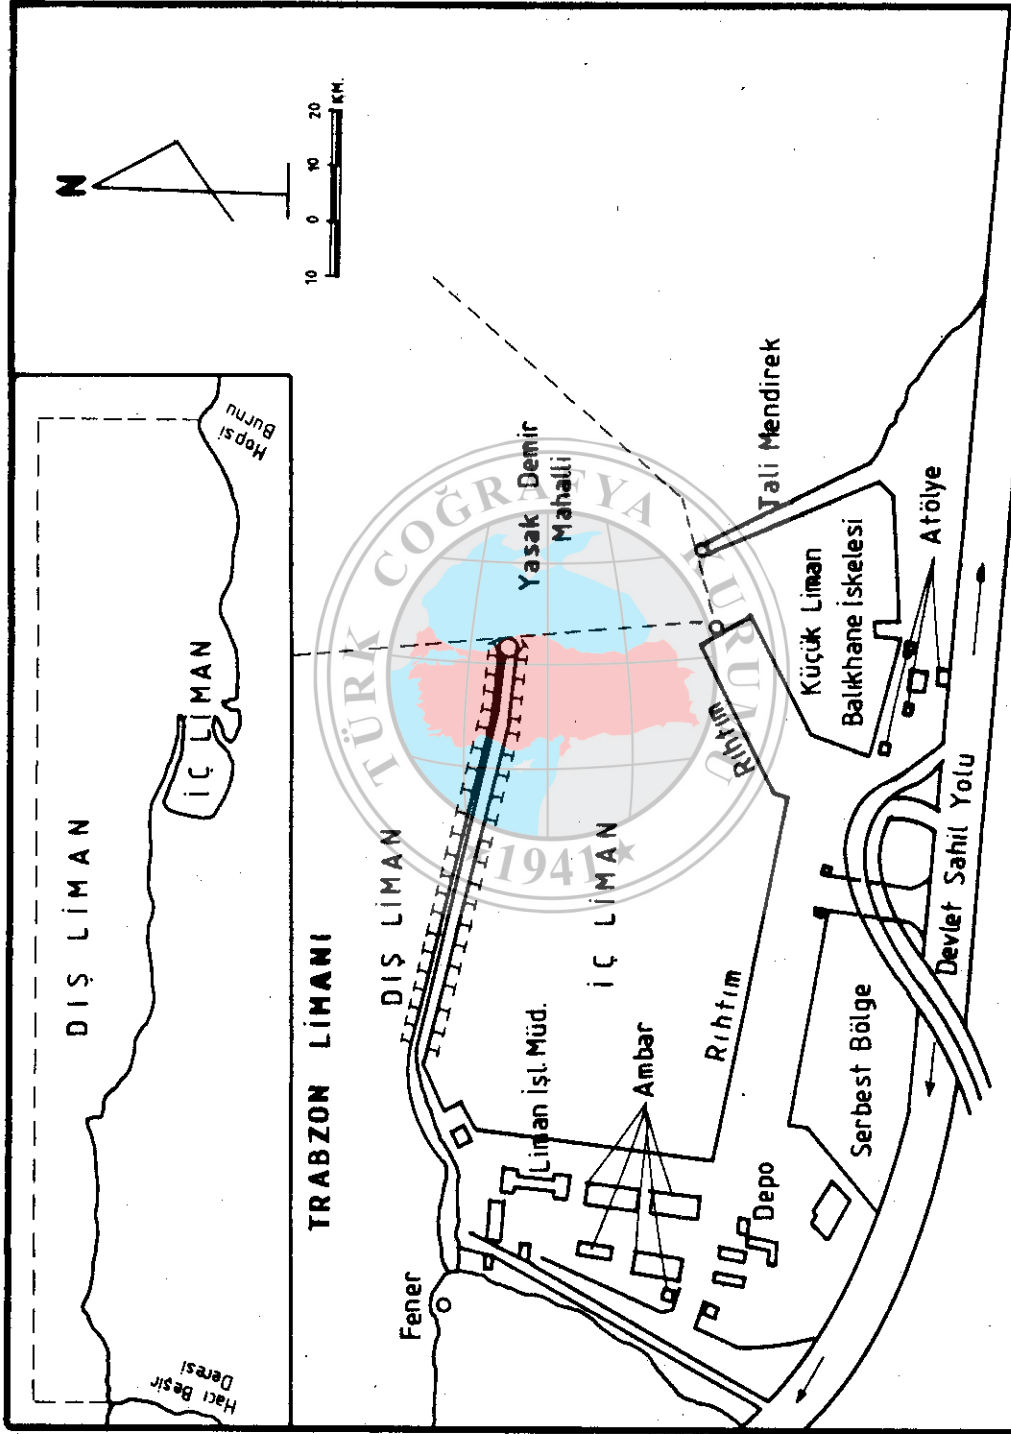 N
10 0 10 20 KM.
DIŞ LİMAN
İÇ LİMAN
Hopsi
Burnu
Hacı Beşir
Deresi
TRABZON LİMANI
DIŞ LİMAN
İÇ LİMAN
Yasak Demir
Mahalli
Fener
Liman İşl. Müd.
Ambar
Rıhtım
Rıhtım
Depo
Serbest Bölge
Küçük Liman
Balıkhane İskelesi
Jali Mendirek
Atölye
Devlet Sahil Yolu
TÜRK COĞRAFYA KURUMU
1941